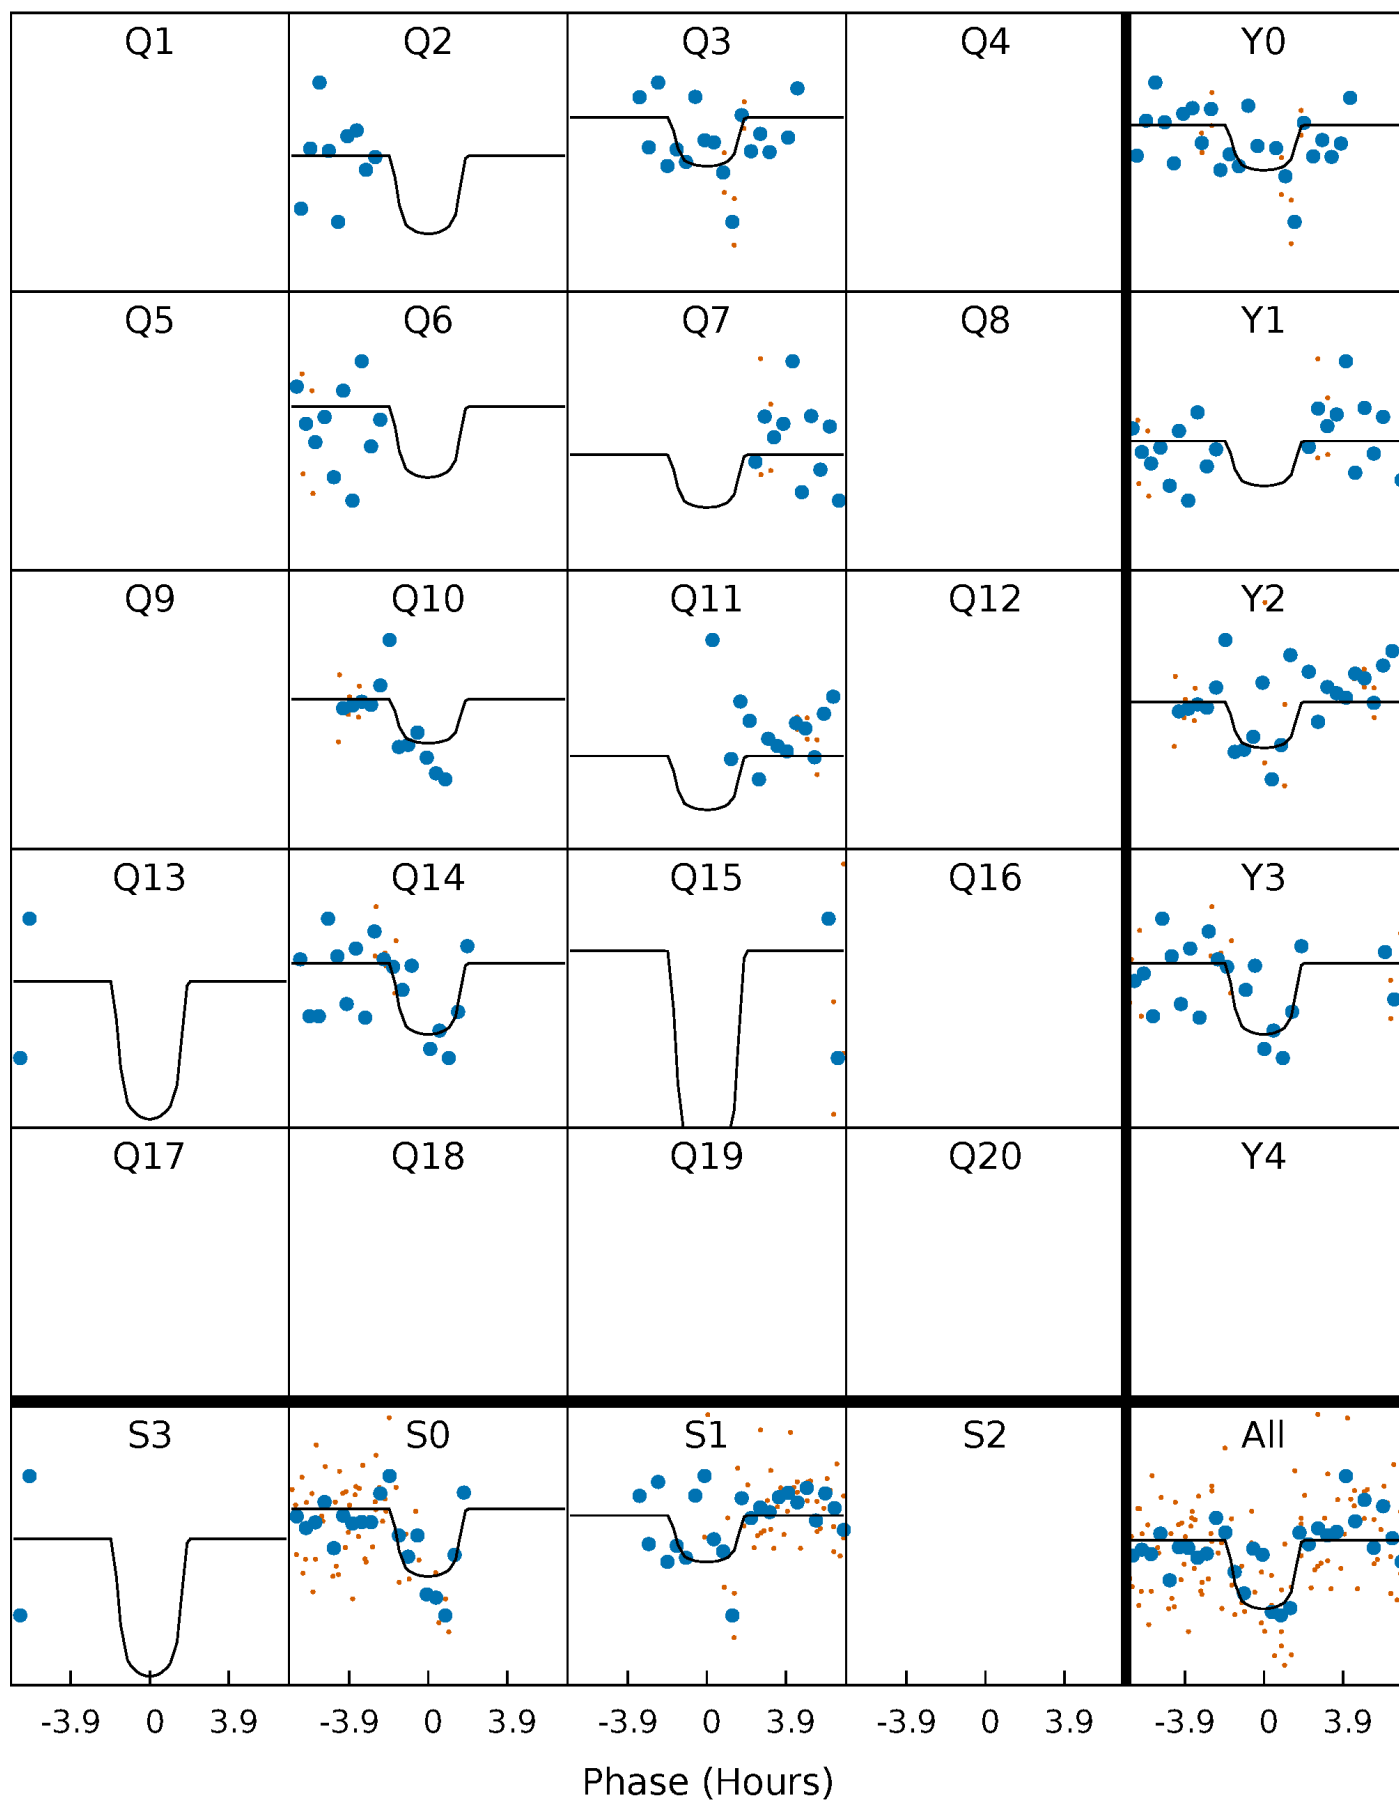 Q1 Q2 Q3 Q4 Y0
Q5 Q6 Q7 Q8 Y1
Q9 Q10 Q11 Q12 Y2
Q13 Q14 Q15 Q16 Y3
Q17 Q18 Q19 Q20 Y4
S3 S0 S1 S2 All
-3.9 0 3.9 -3.9 0 3.9 -3.9 0 3.9 -3.9 0 3.9 -3.9 0 3.9
Phase (Hours)